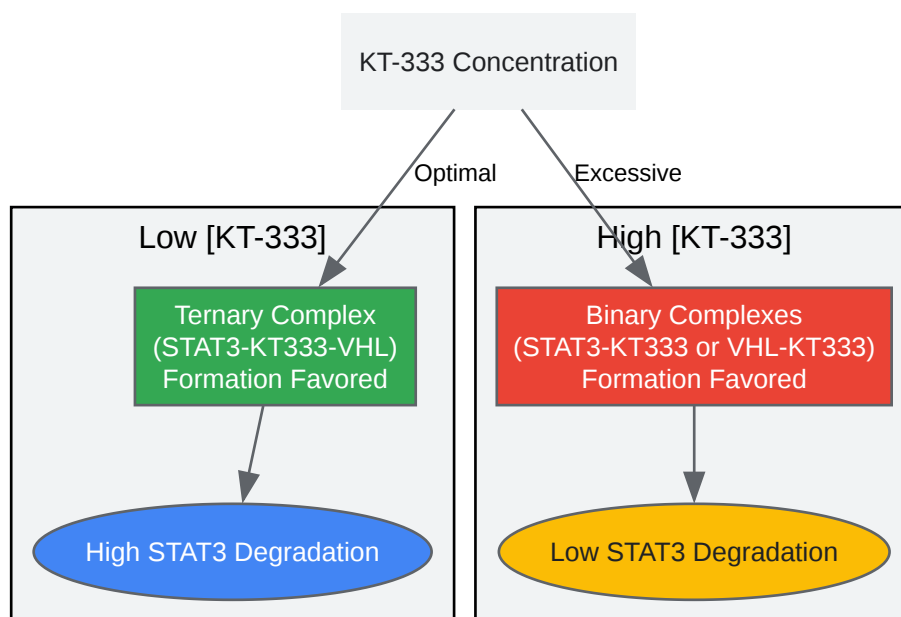 KT-333 Concentration
Optimal
Excessive
Low [KT-333]
High [KT-333]
Ternary Complex
(STAT3-KT333-VHL)
Formation Favored
Binary Complexes
(STAT3-KT333 or VHL-KT333)
Formation Favored
High STAT3 Degradation
Low STAT3 Degradation